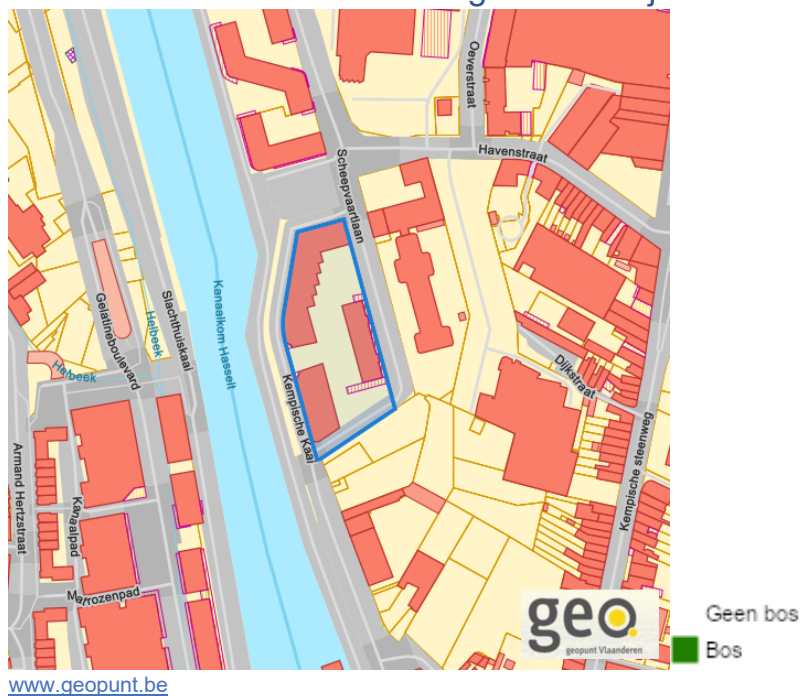 Oeverstraat
Havenstraat
Scheepvaartlaan
Kanaalkom Hasselt
Slachthuiskaai
Gelatineboulevard
Helbeek
Helbeek
Kempische Kaai
Dijkstraat
Kempische steenweg
Armand Hertzstraat
Kanaalpad
Matrozenpad
geo
geopunt Vlaanderen
Geen bos
Bos
www.geopunt.be